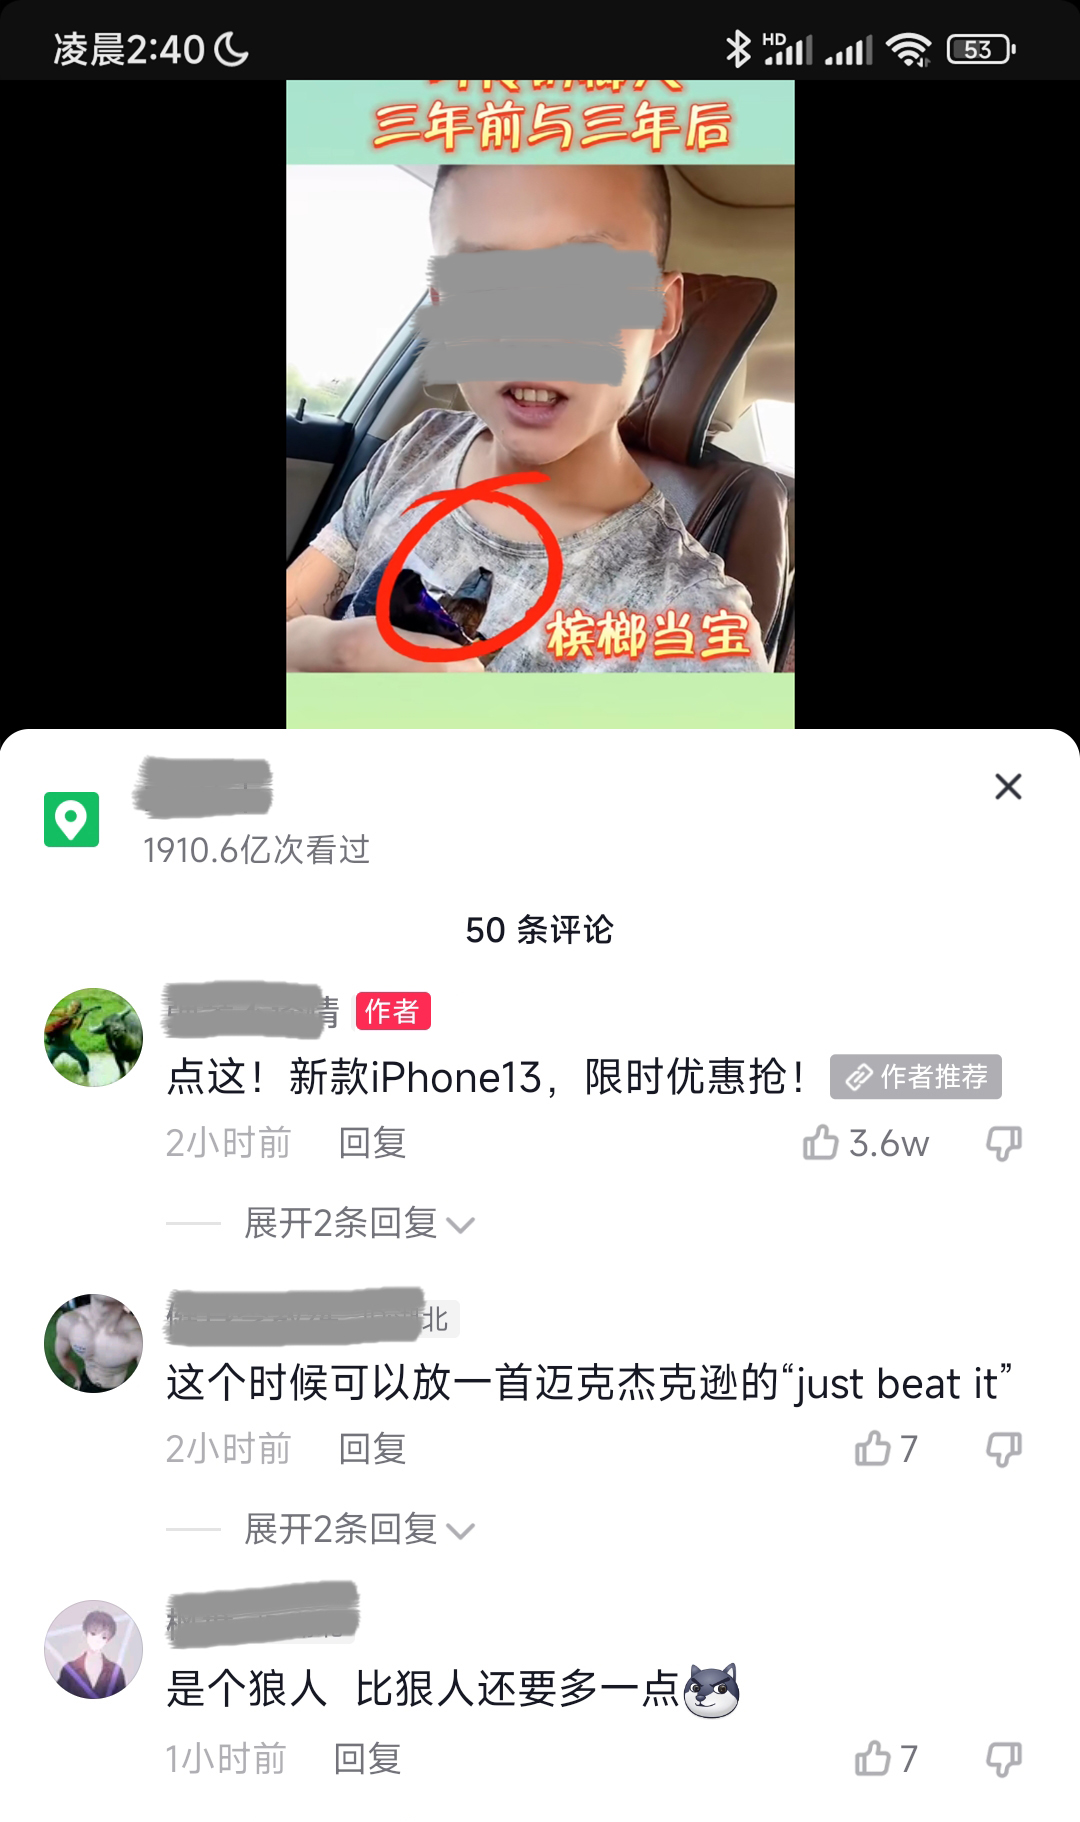 凌晨2:40
HD
53
三年前与三年后
槟榔当宝
1910.6亿次看过
50 条评论
情 作者
点这！新款iPhone13，限时优惠抢！ 作者推荐
2小时前 回复 3.6w
展开2条回复
北
这个时候可以放一首迈克杰克逊的“just beat it”
2小时前 回复 7
展开2条回复
是个狼人 比狠人还要多一点
1小时前 回复 7